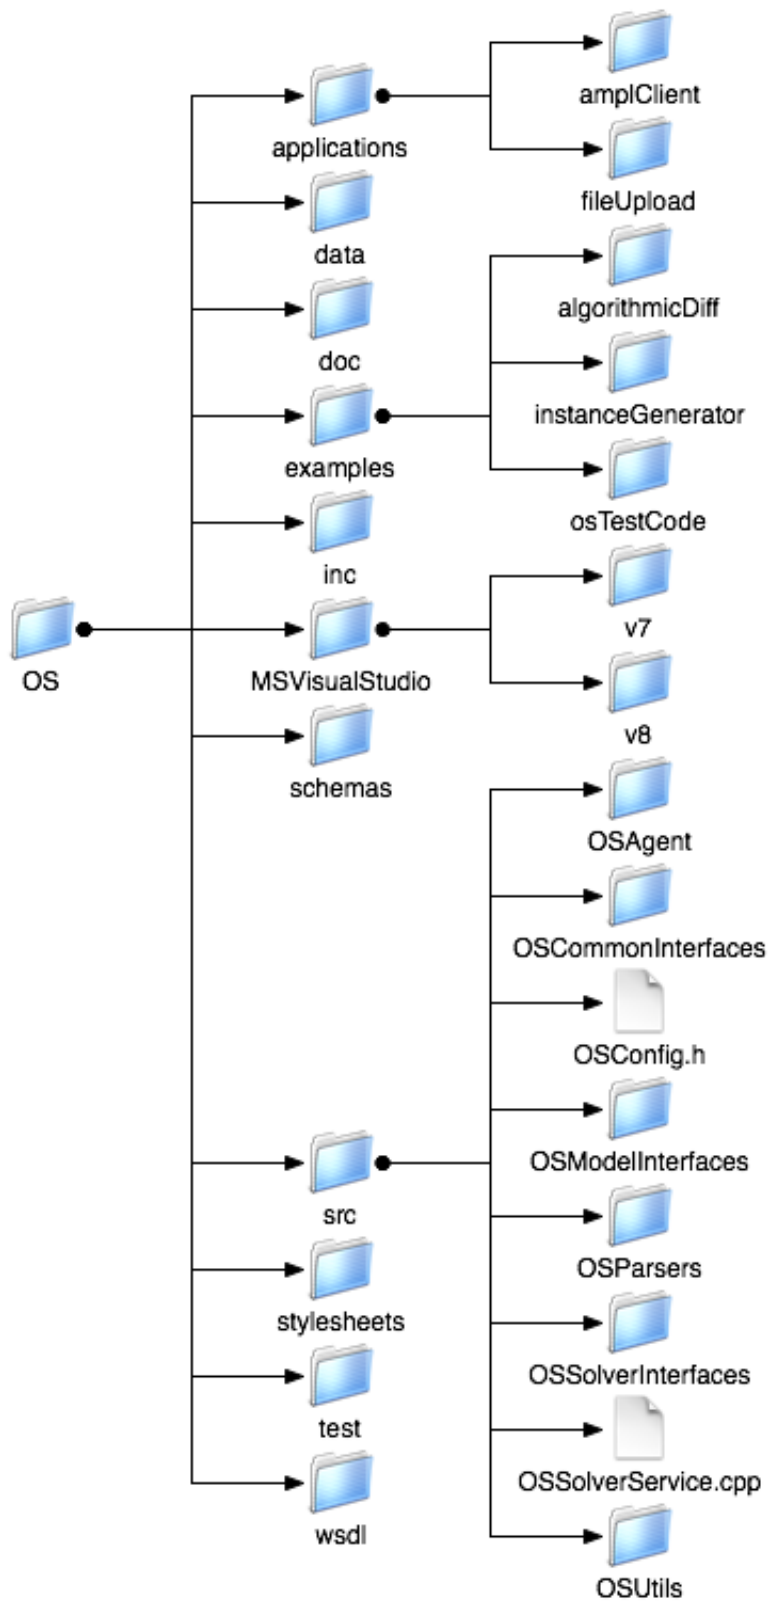 OS
applications
amplClient
fileUpload
data
doc
examples
algorithmicDiff
instanceGenerator
osTestCode
inc
MSVisualStudio
v7
v8
schemas
src
OSAgent
OSCommonInterfaces
OSConfig.h
OSModelInterfaces
OSParsers
OSSolverInterfaces
OSSolverService.cpp
OSUtils
stylesheets
test
wsdl